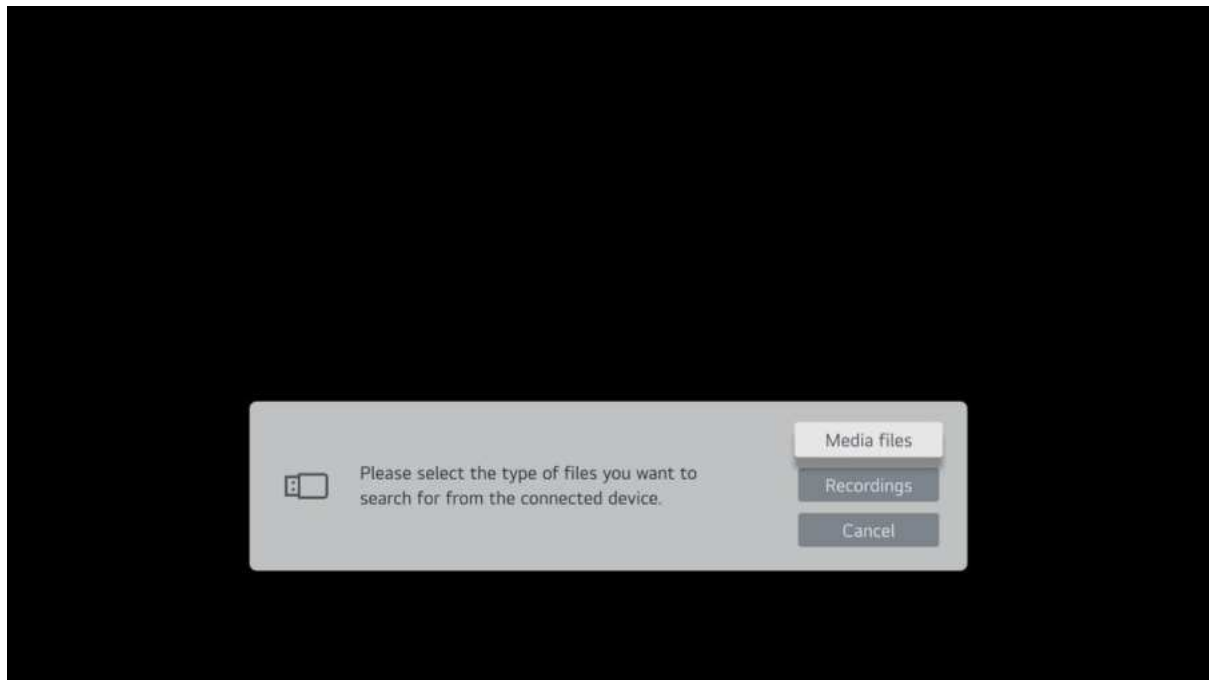 Please select the type of files you want to
search for from the connected device.
Media files
Recordings
Cancel